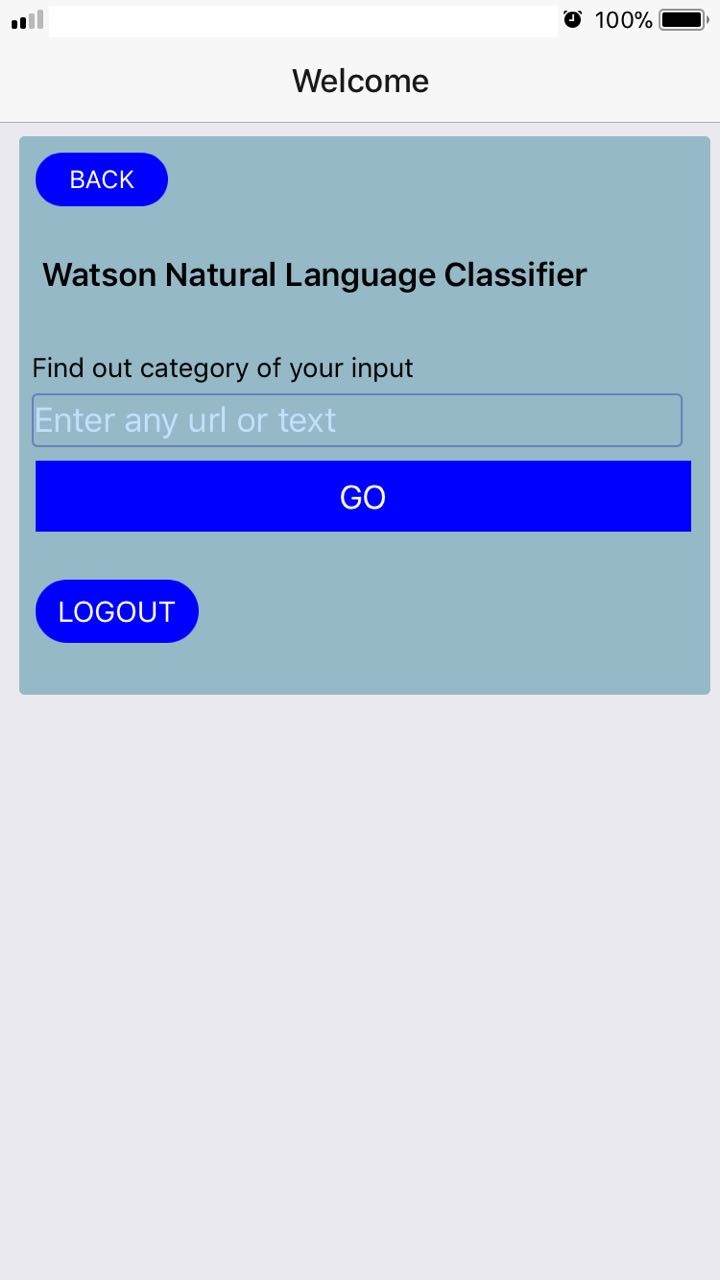 100%
Welcome
BACK
Watson Natural Language Classifier
Find out category of your input
Enter any url or text
GO
LOGOUT